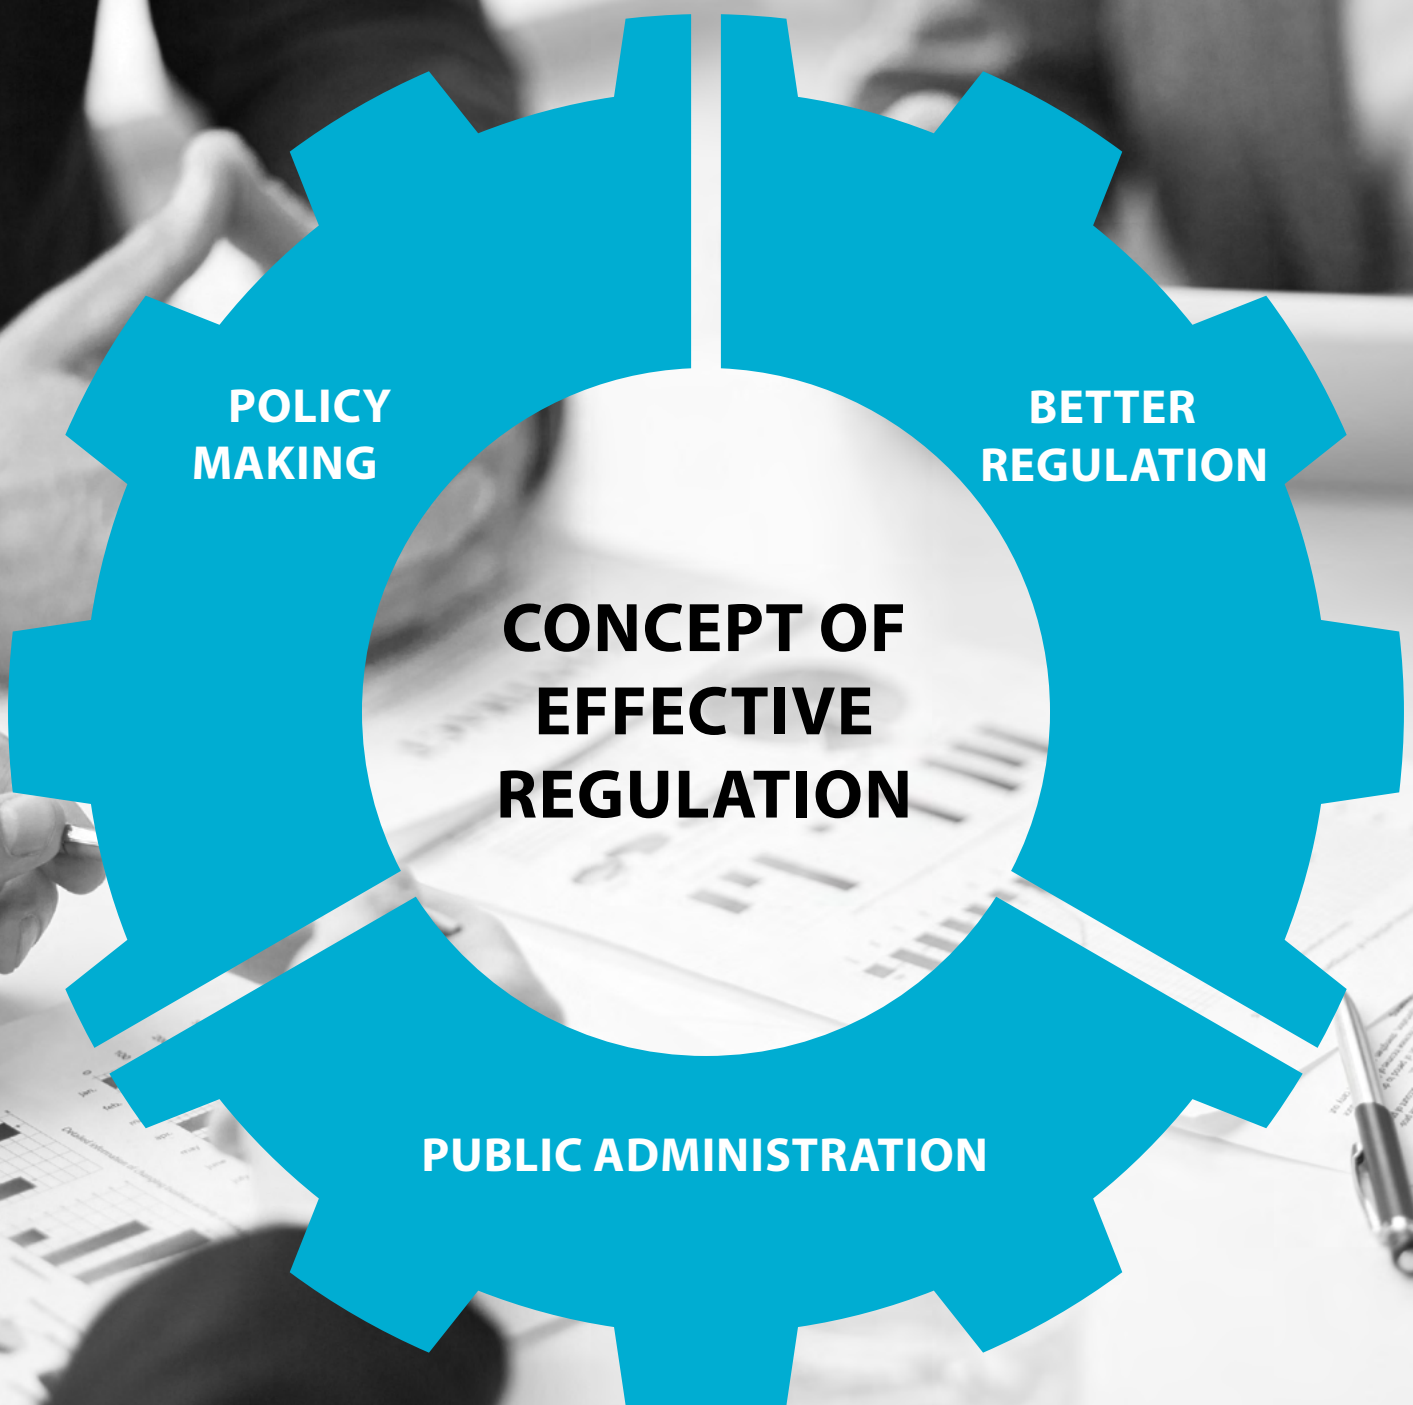 POLICY
MAKING
BETTER
REGULATION
CONCEPT OF
EFFECTIVE
REGULATION
PUBLIC ADMINISTRATION